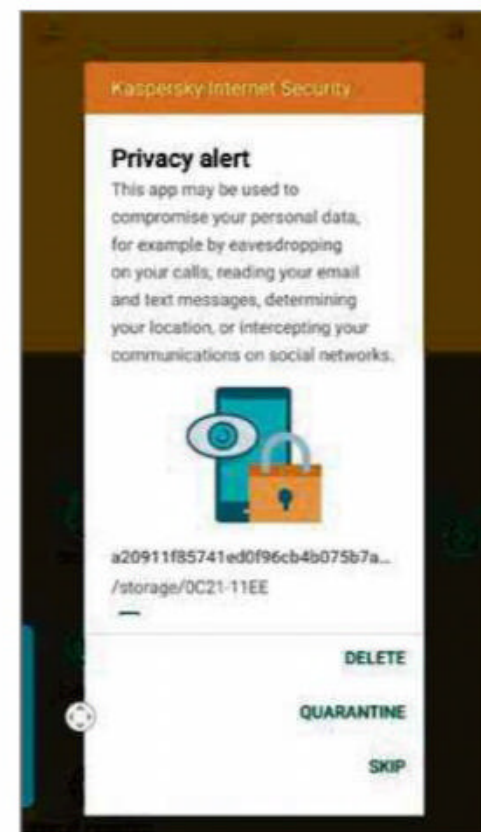 Kaspersky Internet Security
Privacy alert
This app may be used to
compromise your personal data,
for example by eavesdropping
on your calls, reading your email
and text messages, determining
your location, or intercepting your
communications on social networks.
a20911f85741ed0f96cb4b075b7a...
/storage/0C21-11EE
DELETE
QUARANTINE
SKIP